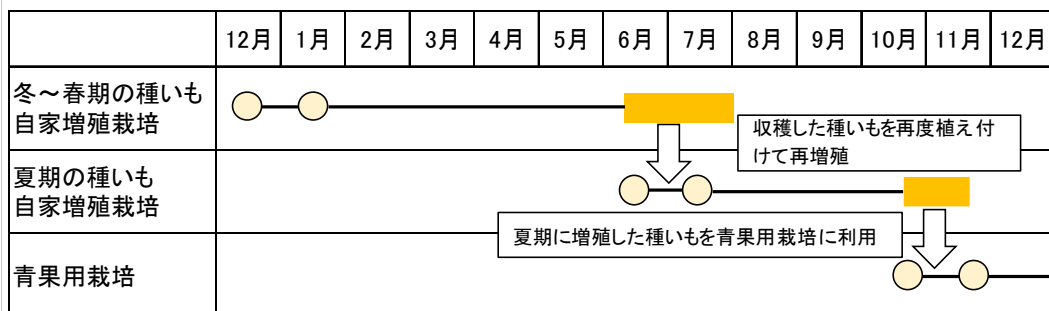 12月 1月 2月 3月 4月 5月 6月 7月 8月 9月 10月 11月 12月
冬～春期の種いも
自家増殖栽培
収穫した種いもを再度植え付
けて再増殖
夏期の種いも
自家増殖栽培
夏期に増殖した種いもを青果用栽培に利用
青果用栽培